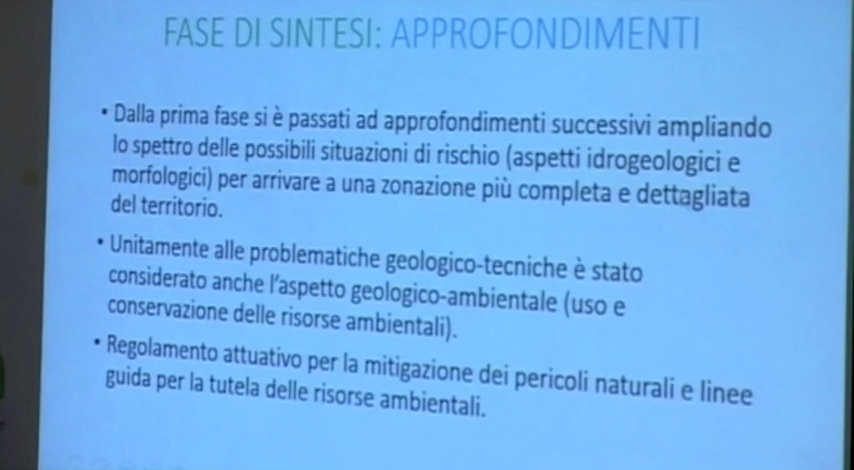 FASE DI SINTESI: APPROFONDIMENTI
• Dalla prima fase si è passati ad approfondimenti successivi ampliando
lo spettro delle possibili situazioni di rischio (aspetti idrogeologici e
morfologici) per arrivare a una zonazione più completa e dettagliata
del territorio.
• Unitamente alle problematiche geologico-tecniche è stato
considerato anche l'aspetto geologico-ambientale (uso e
conservazione delle risorse ambientali).
• Regolamento attuativo per la mitigazione dei pericoli naturali e linee
guida per la tutela delle risorse ambientali.